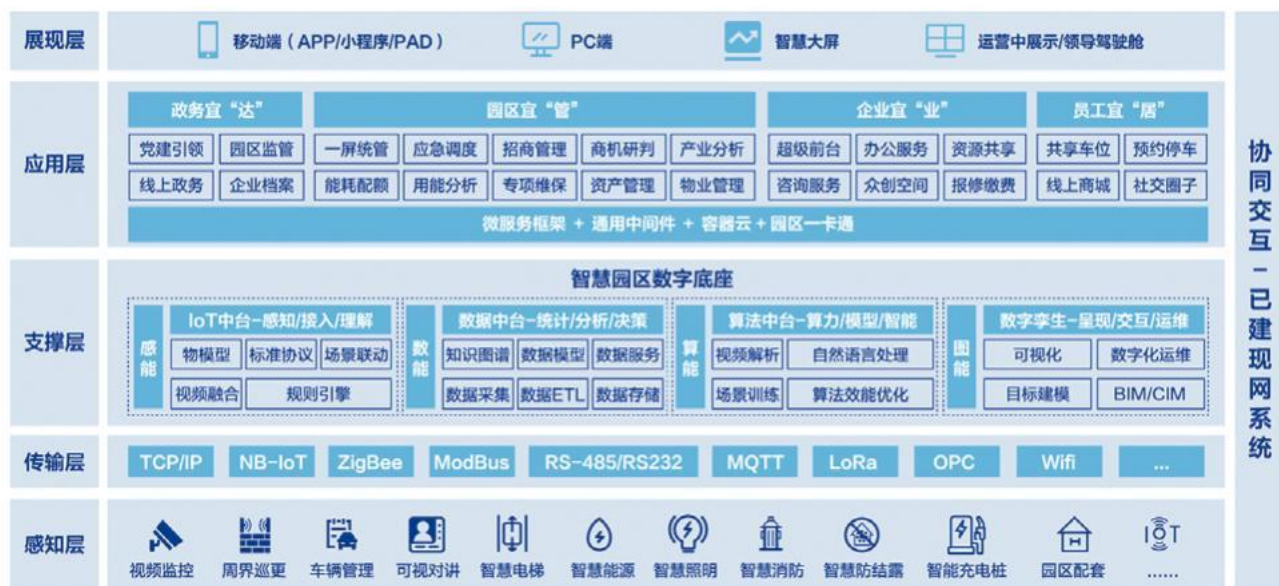 展现层
移动端（APP/小程序/PAD）
PC端
智慧大屏
运营中展示/领导驾驶舱
应用层
政务宜“达”
园区宜“管”
企业宜“业”
员工宜“居”
党建引领 园区监管 一屏统管 应急调度 招商管理 商机研判 产业分析 超级前台 办公服务 资源共享 共享车位 预约停车
线上政务 企业档案 能耗配额 用能分析 专项维保 资产管理 物业管理 咨询服务 众创空间 报修缴费 线上商城 社交圈子
微服务框架 + 通用中间件 + 容器云 + 园区一卡通
支撑层
智慧园区数字底座
感能
IoT中台-感知/接入/理解
物模型 标准协议 场景联动
视频融合 规则引擎
数能
数据中台-统计/分析/决策
知识图谱 数据模型 数据服务
数据采集 数据ETL 数据存储
算能
算法中台-算力/模型/智能
视频解析 自然语言处理
场景训练 算法效能优化
图能
数字孪生-呈现/交互/运维
可视化 数字化运维
目标建模 BIM/CIM
传输层
TCP/IP NB-IoT ZigBee ModBus RS-485/RS232 MQTT LoRa OPC Wifi ...
感知层
视频监控 周界巡更 车辆管理 可视对讲 智慧电梯 智慧能源 智慧照明 智慧消防 智慧防结露 智能充电桩 园区配套 IOT ......
协同交互-已建现网系统